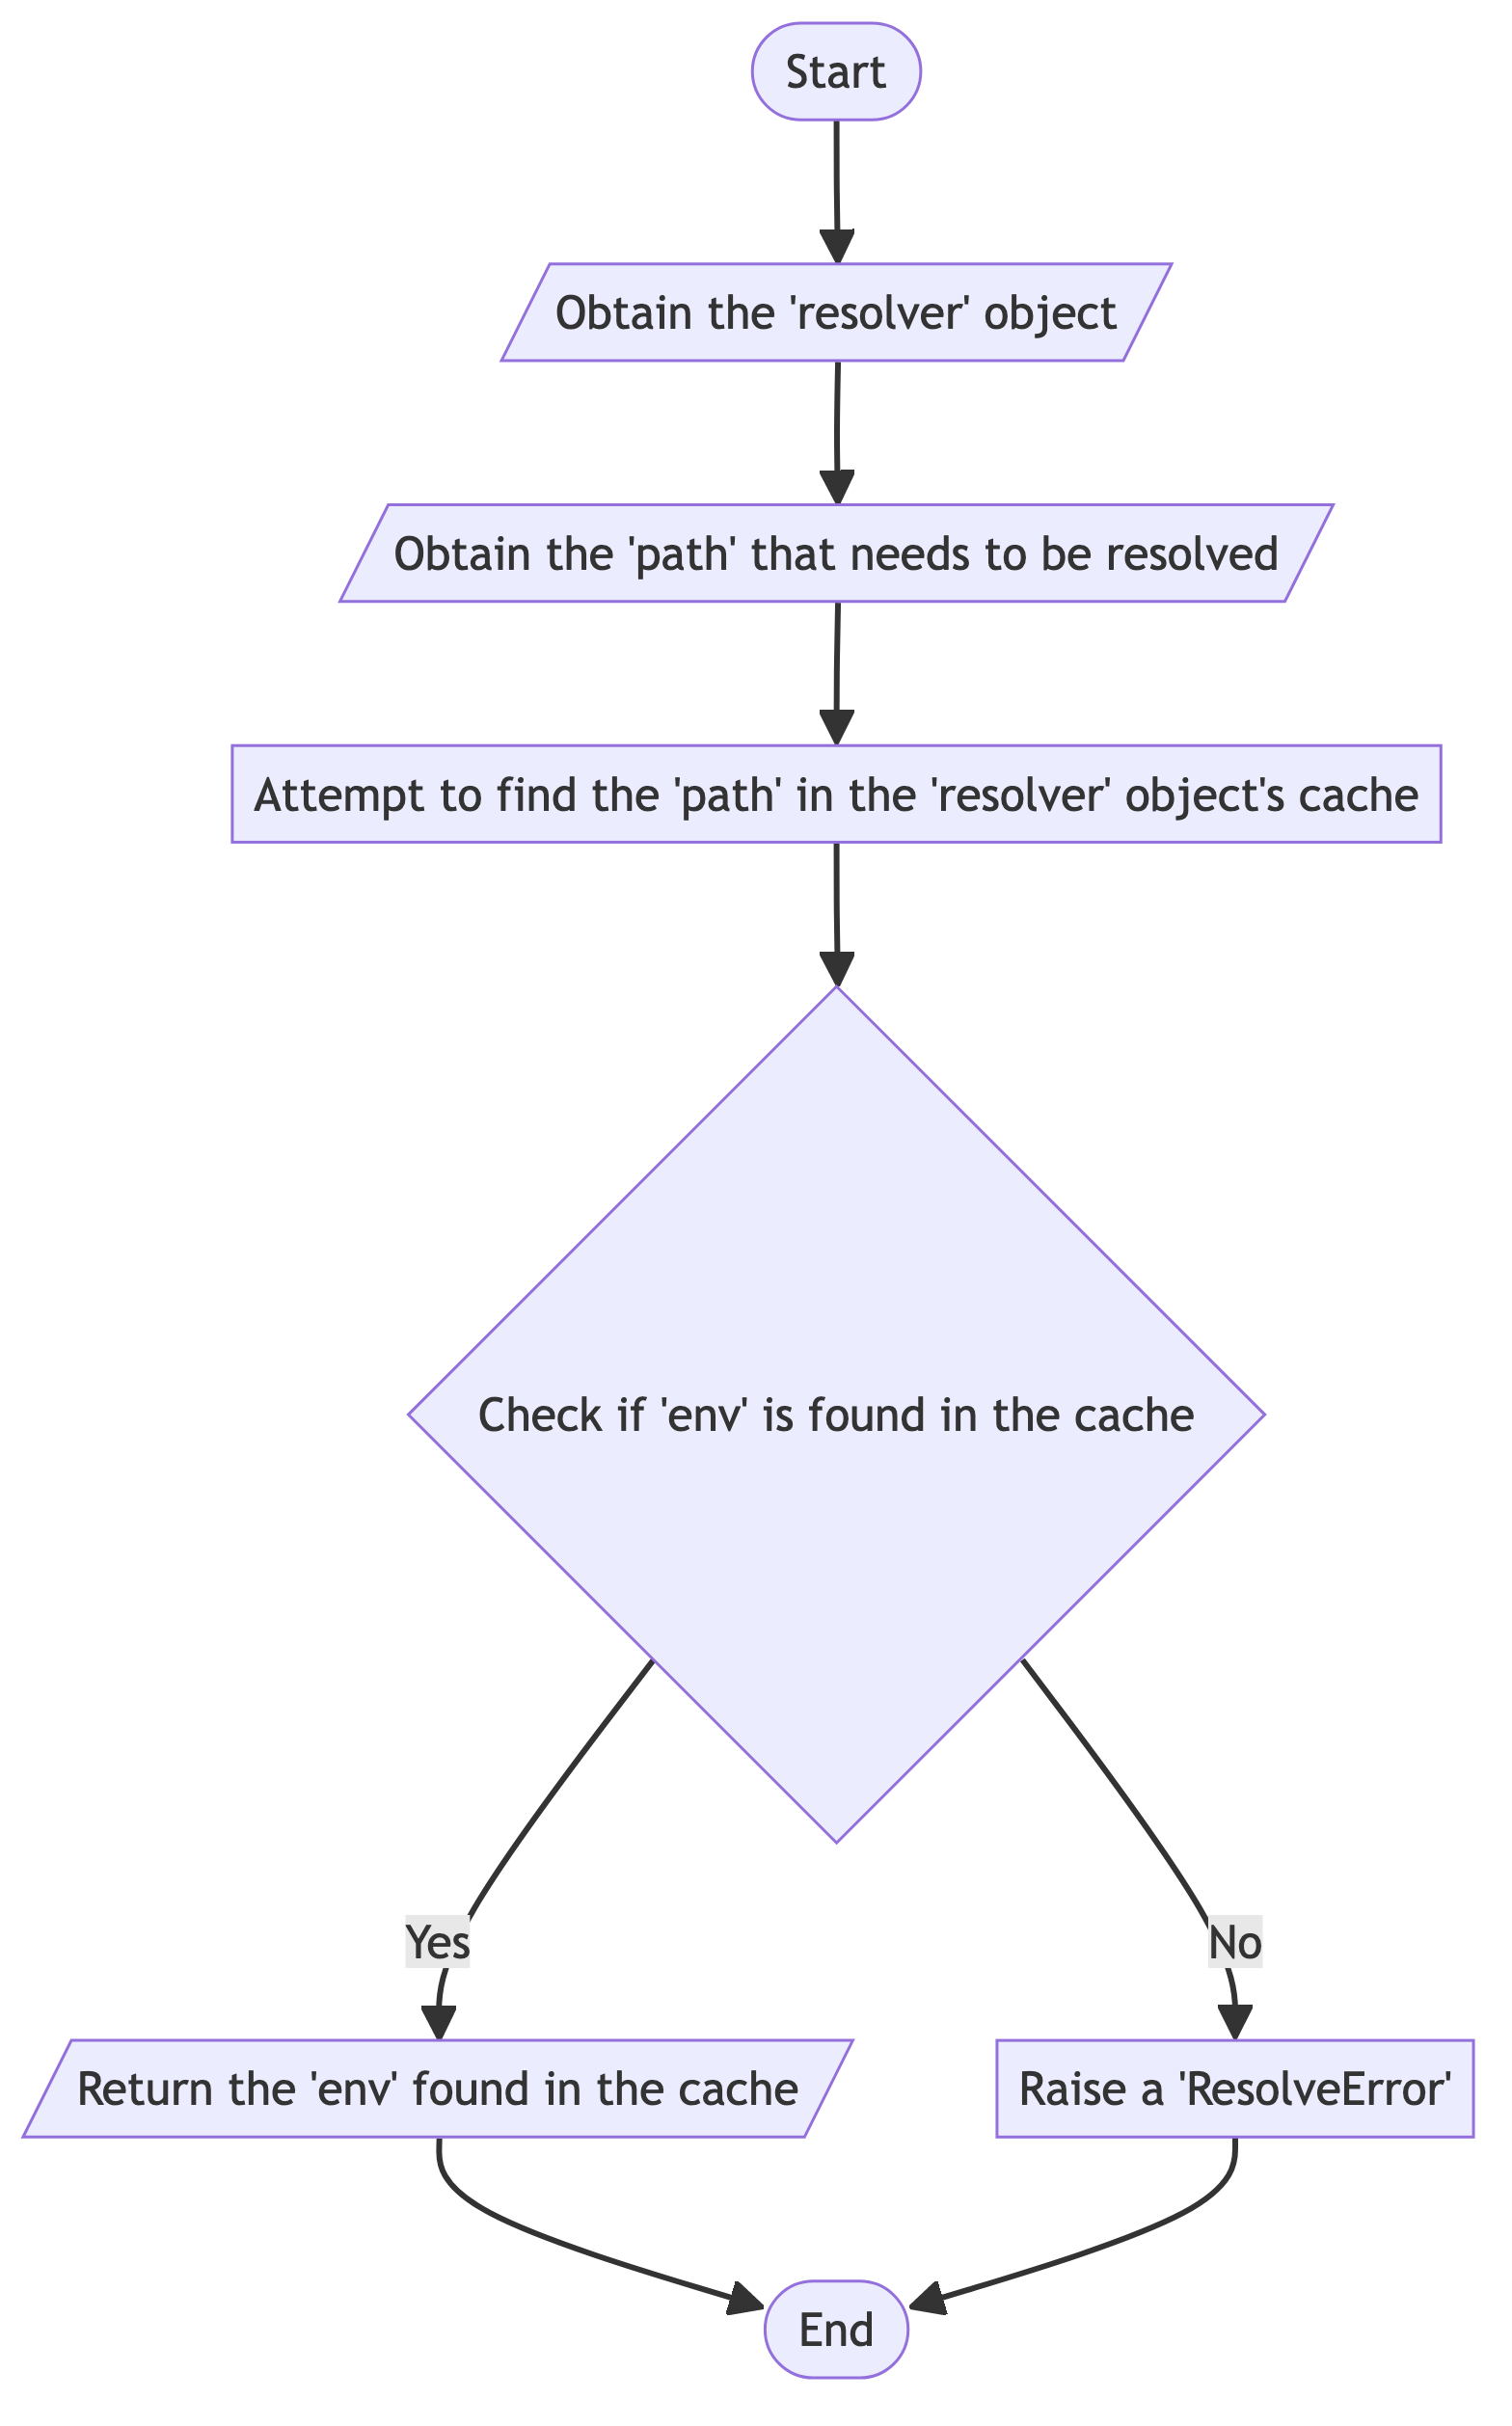 Start
Obtain the 'resolver' object
Obtain the 'path' that needs to be resolved
Attempt to find the 'path' in the 'resolver' object's cache
Check if 'env' is found in the cache
Yes
No
Return the 'env' found in the cache
Raise a 'ResolveError'
End